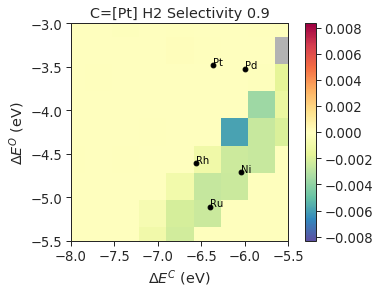 C=[Pt] H2 Selectivity 0.9
−3.0
−3.5
−4.0
−4.5
−5.0
−5.5
ΔE^O (eV)
Pt
Pd
Rh
Ni
Ru
−8.0 −7.5 −7.0 −6.5 −6.0 −5.5
ΔE^C (eV)
0.008
0.006
0.004
0.002
0.000
−0.002
−0.004
−0.006
−0.008